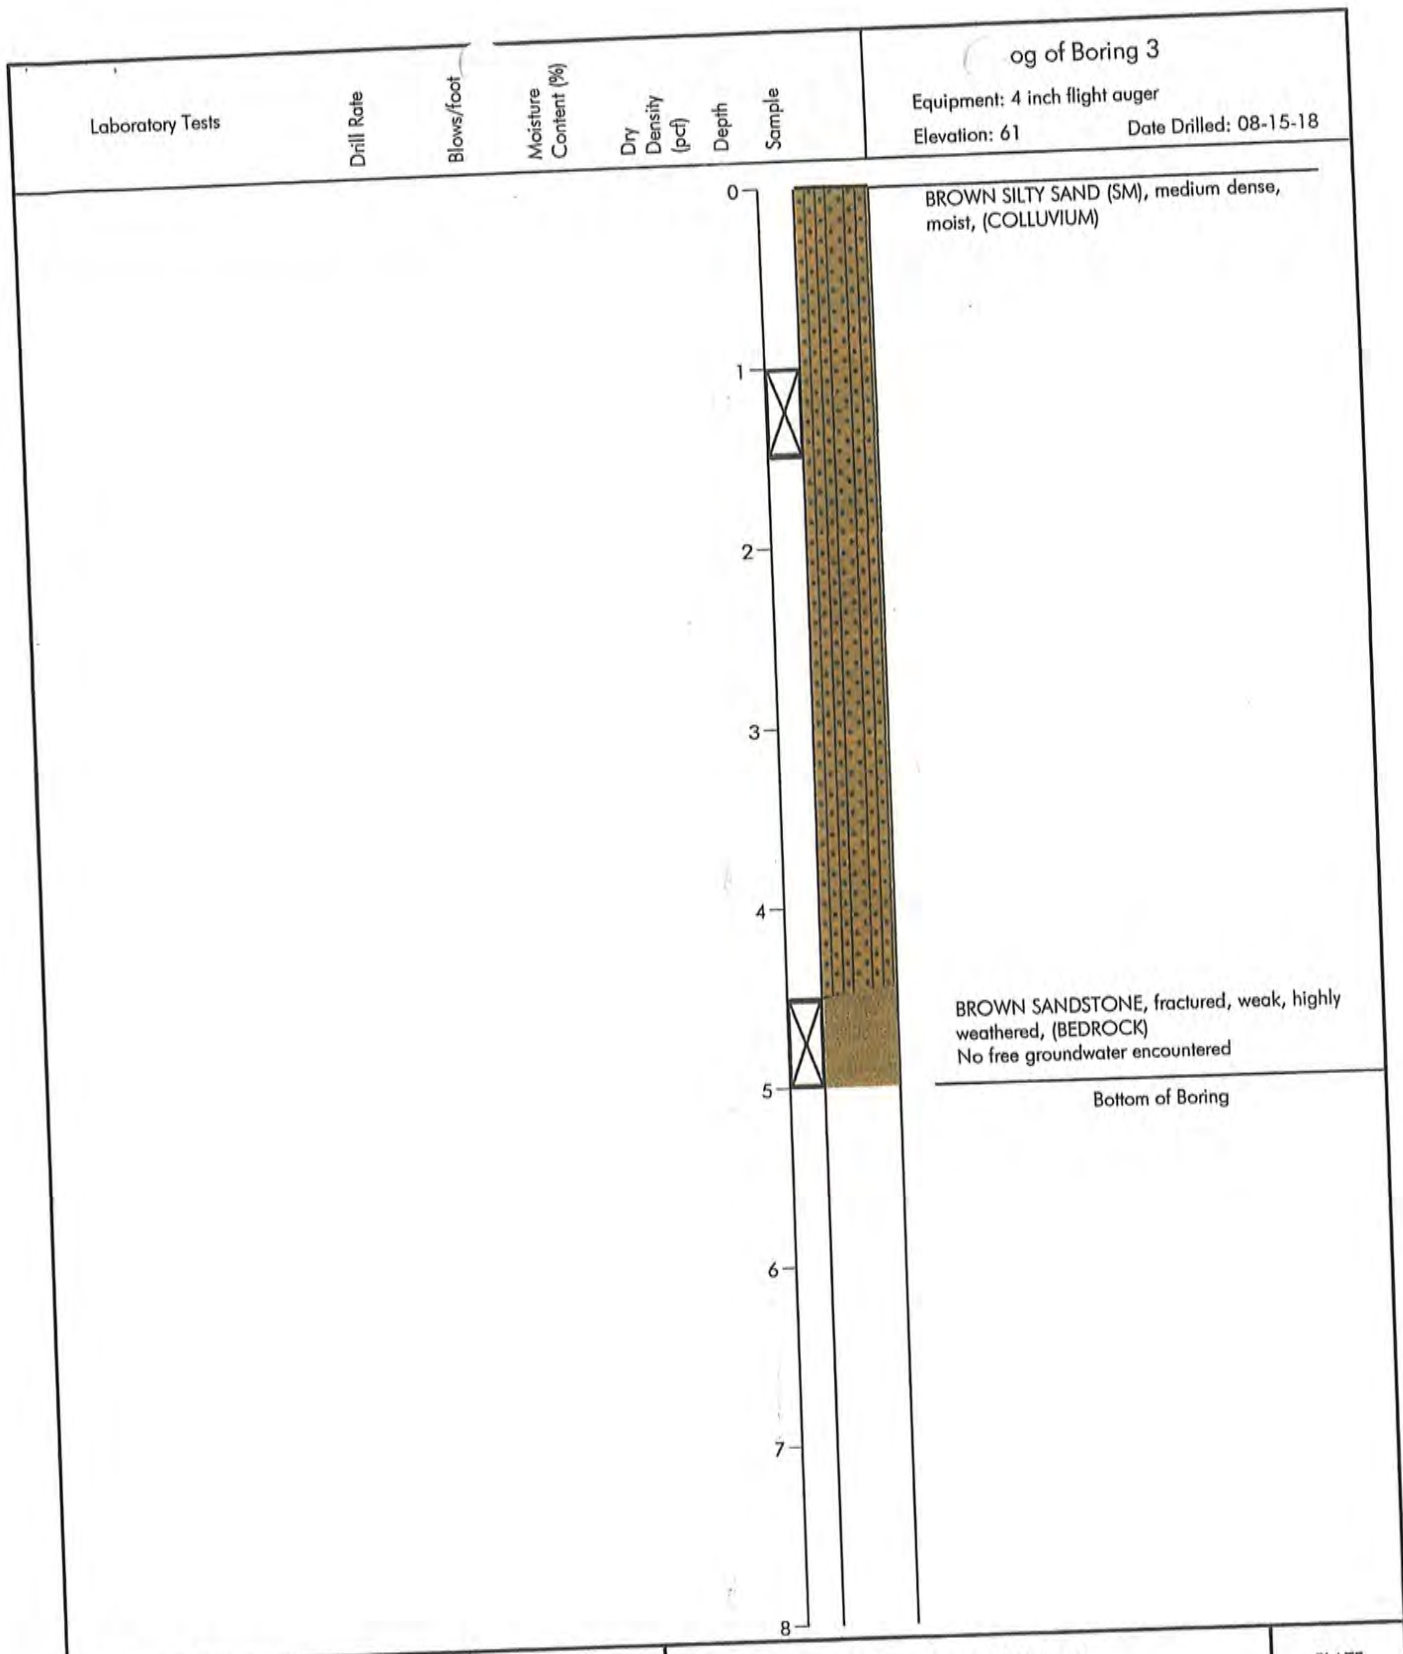 og of Boring 3
Equipment: 4 inch flight auger
Elevation: 61 Date Drilled: 08-15-18
Laboratory Tests
Drill Rate
Blows/foot
Moisture
Content (%)
Dry
Density
(pcf)
Depth
Sample
0
BROWN SILTY SAND (SM), medium dense,
moist, (COLLUVIUM)
1
2
3
4
BROWN SANDSTONE, fractured, weak, highly
weathered, (BEDROCK)
No free groundwater encountered
5
Bottom of Boring
6
7
8